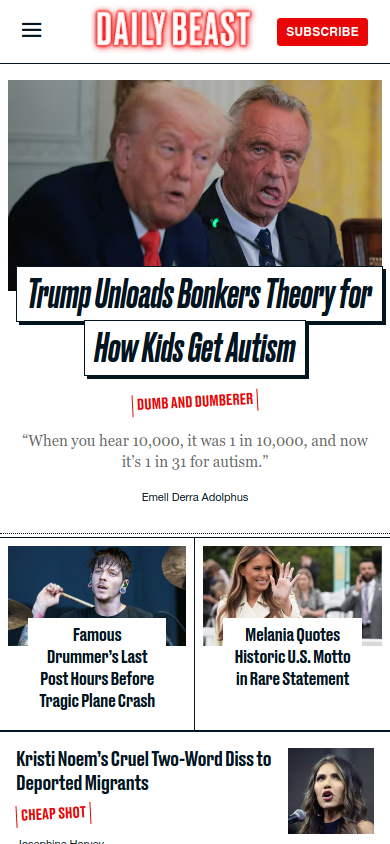 DAILY BEAST
SUBSCRIBE
Trump Unloads Bonkers Theory for
How Kids Get Autism
DUMB AND DUMBERER
“When you hear 10,000, it was 1 in 10,000, and now
it’s 1 in 31 for autism.”
Emell Derra Adolphus
Famous
Drummer’s Last
Post Hours Before
Tragic Plane Crash
Melania Quotes
Historic U.S. Motto
in Rare Statement
Kristi Noem’s Cruel Two-Word Diss to
Deported Migrants
CHEAP SHOT
Josephine Harvey